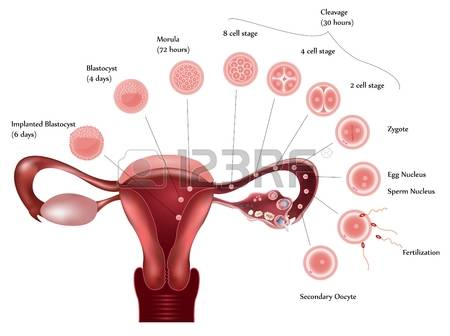 Cleavage
(30 hours)
Morula
(72 hours)
8 cell stage
4 cell stage
Blastocyst
(4 days)
2 cell stage
Implanted Blastocyst
(6 days)
Zygote
123RF
Egg Nucleus
Sperm Nucleus
Fertilization
Secondary Oocyte